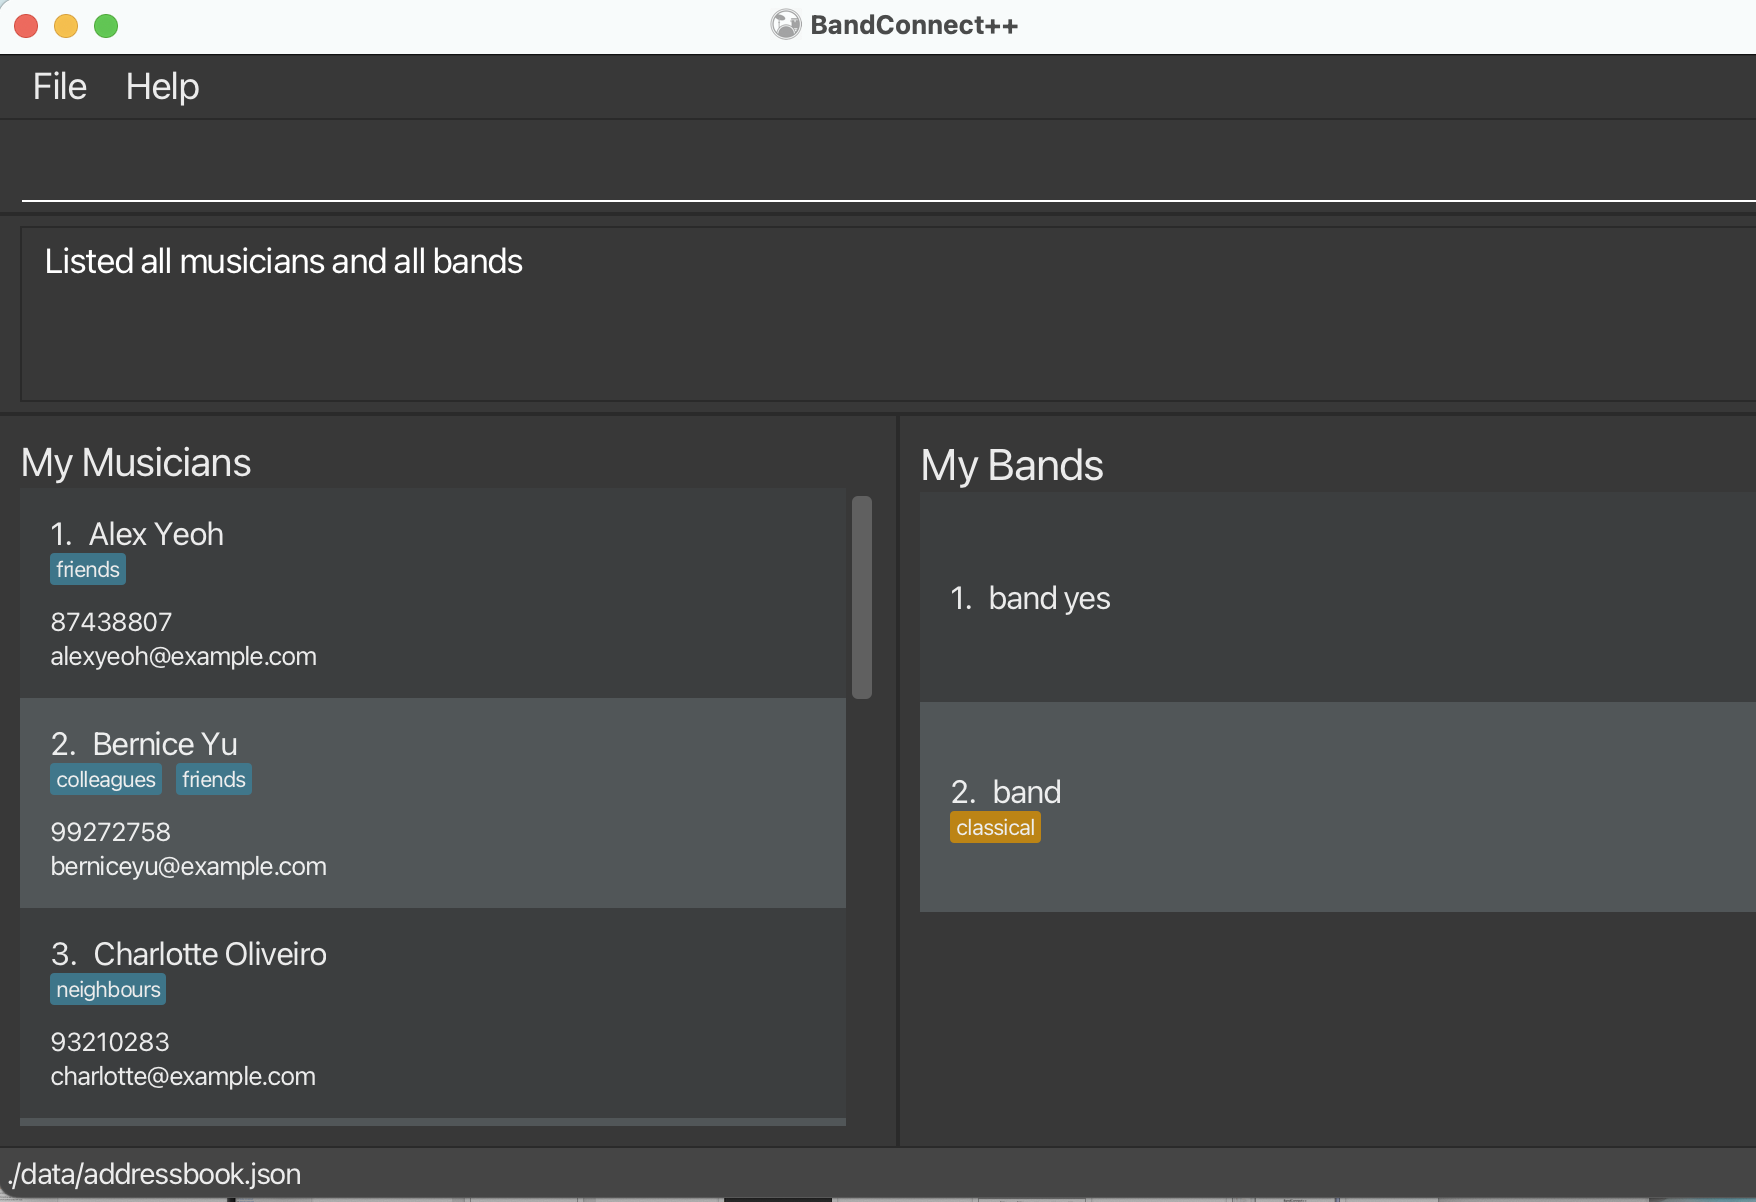 BandConnect++
File Help
Listed all musicians and all bands
My Musicians
1. Alex Yeoh
friends
87438807
alexyeoh@example.com
2. Bernice Yu
colleagues friends
99272758
berniceyu@example.com
3. Charlotte Oliveiro
neighbours
93210283
charlotte@example.com
My Bands
1. band yes
2. band
classical
./data/addressbook.json